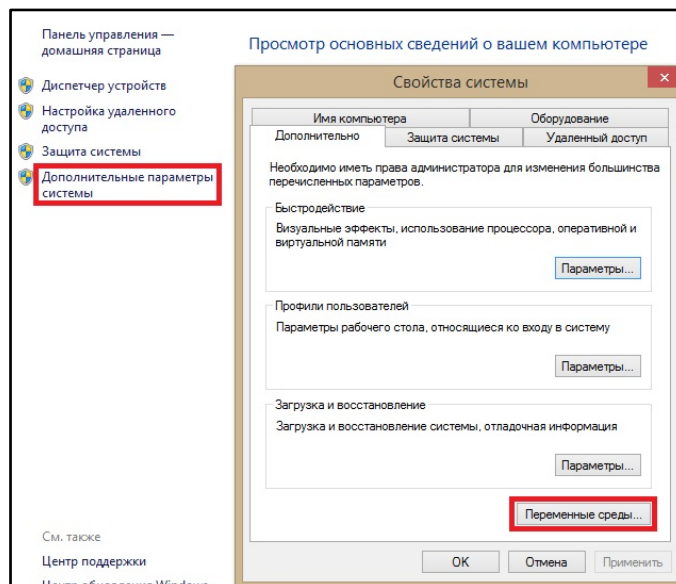 Панель управления —
домашняя страница
Диспетчер устройств
Настройка удаленного
доступа
Защита системы
Дополнительные параметры
системы
См. также
Центр поддержки
Центр обновления Windows
Просмотр основных сведений о вашем компьютере
Свойства системы
Имя компьютера
Оборудование
Дополнительно
Защита системы
Удаленный доступ
Необходимо иметь права администратора для изменения большинства
перечисленных параметров.
Быстродействие
Визуальные эффекты, использование процессора, оперативной и
виртуальной памяти
Параметры...
Профили пользователей
Параметры рабочего стола, относящиеся ко входу в систему
Параметры...
Загрузка и восстановление
Загрузка и восстановление системы, отладочная информация
Параметры...
Переменные среды...
OK
Отмена
Применить